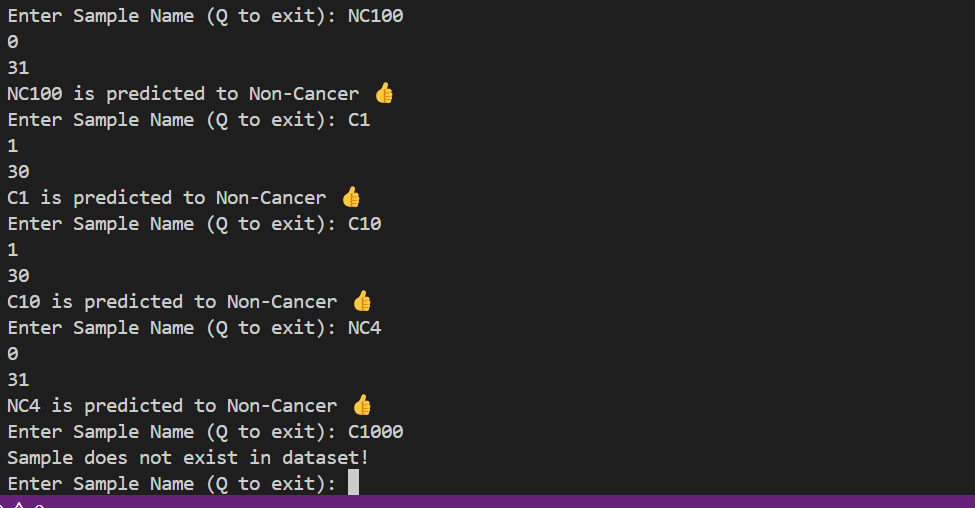 Enter Sample Name (Q to exit): NC100
0
31
NC100 is predicted to Non-Cancer 👍
Enter Sample Name (Q to exit): C1
1
30
C1 is predicted to Non-Cancer 👍
Enter Sample Name (Q to exit): C10
1
30
C10 is predicted to Non-Cancer 👍
Enter Sample Name (Q to exit): NC4
0
31
NC4 is predicted to Non-Cancer 👍
Enter Sample Name (Q to exit): C1000
Sample does not exist in dataset!
Enter Sample Name (Q to exit):